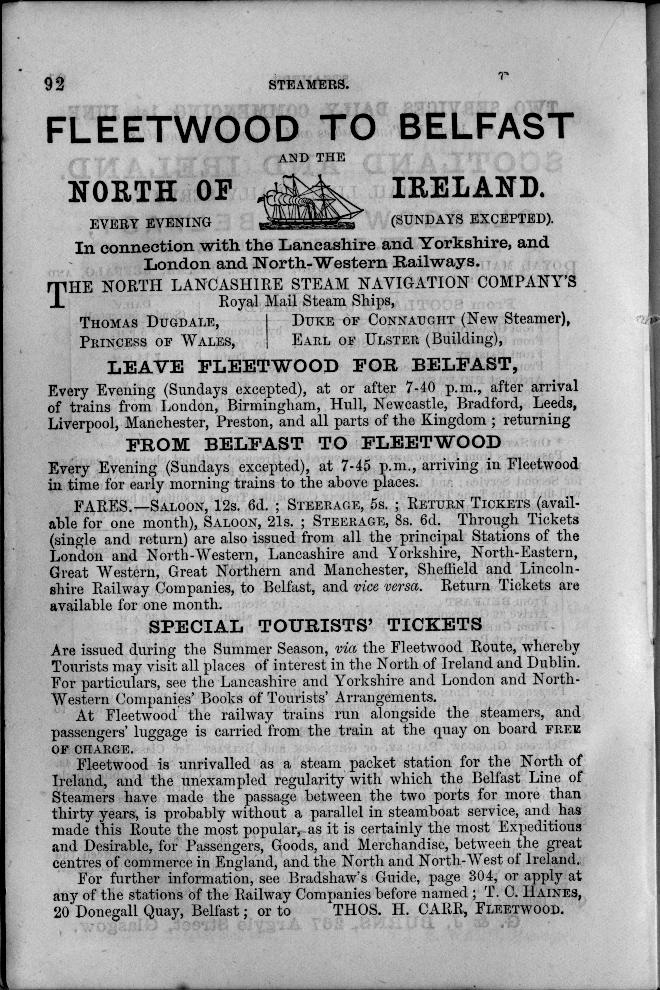 92
STEAMERS.
FLEETWOOD TO BELFAST
AND THE
NORTH OF IRELAND.
EVERY EVENING (SUNDAYS EXCEPTED).
In connection with the Lancashire and Yorkshire, and
London and North-Western Railways.
THE NORTH LANCASHIRE STEAM NAVIGATION COMPANY'S
Royal Mail Steam Ships,
THOMAS DUGDALE, | DUKE OF CONNAUGHT (New Steamer),
PRINCESS OF WALES, | EARL OF ULSTER (Building),
LEAVE FLEETWOOD FOR BELFAST,
Every Evening (Sundays excepted), at or after 7-40 p.m., after arrival
of trains from London, Birmingham, Hull, Newcastle, Bradford, Leeds,
Liverpool, Manchester, Preston, and all parts of the Kingdom ; returning
FROM BELFAST TO FLEETWOOD
Every Evening (Sundays excepted), at 7-45 p.m., arriving in Fleetwood
in time for early morning trains to the above places.
FARES.—SALOON, 12s. 6d. ; STEERAGE, 5s. ; RETURN TICKETS (avail-
able for one month), SALOON, 21s. ; STEERAGE, 8s. 6d. Through Tickets
(single and return) are also issued from all the principal Stations of the
London and North-Western, Lancashire and Yorkshire, North-Eastern,
Great Western, Great Northern and Manchester, Sheffield and Lincoln-
shire Railway Companies, to Belfast, and vice versa. Return Tickets are
available for one month.
SPECIAL TOURISTS' TICKETS
Are issued during the Summer Season, via the Fleetwood Route, whereby
Tourists may visit all places of interest in the North of Ireland and Dublin.
For particulars, see the Lancashire and Yorkshire and London and North-
Western Companies' Books of Tourists' Arrangements.
At Fleetwood the railway trains run alongside the steamers, and
passengers' luggage is carried from the train at the quay on board FREE
OF CHARGE.
Fleetwood is unrivalled as a steam packet station for the North of
Ireland, and the unexampled regularity with which the Belfast Line of
Steamers have made the passage between the two ports for more than
thirty years, is probably without a parallel in steamboat service, and has
made this Route the most popular, as it is certainly the most Expeditious
and Desirable, for Passengers, Goods, and Merchandise, between the great
centres of commerce in England, and the North and North-West of Ireland.
For further information, see Bradshaw's Guide, page 304, or apply at
any of the stations of the Railway Companies before named ; T. C. HAINES,
20 Donegall Quay, Belfast ; or to THOS. H. CARR, FLEETWOOD.